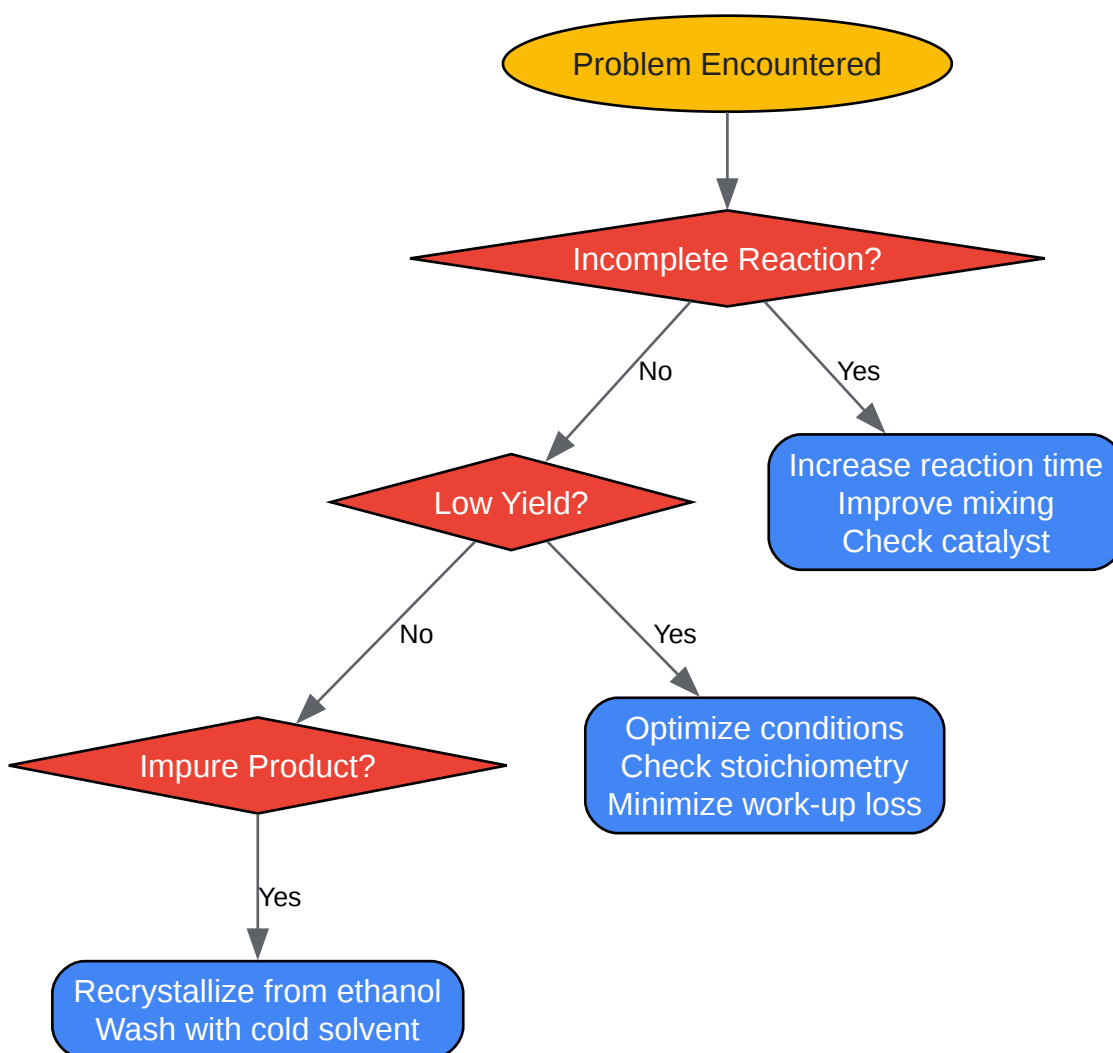 Problem Encountered
Incomplete Reaction?
No
Yes
Increase reaction time
Improve mixing
Check catalyst
Low Yield?
No
Yes
Optimize conditions
Check stoichiometry
Minimize work-up loss
Impure Product?
Yes
Recrystallize from ethanol
Wash with cold solvent